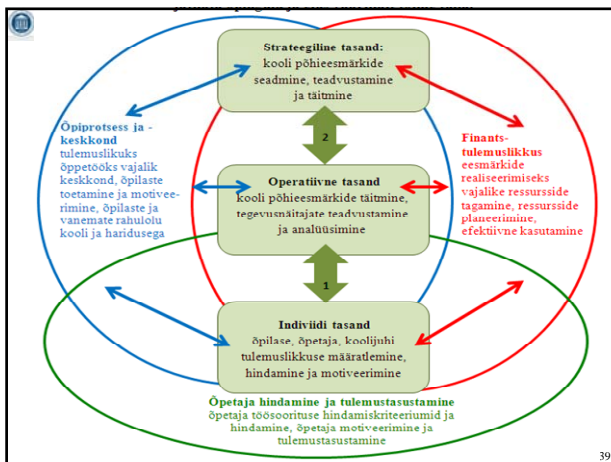 Strateegiline tasand:
kooli põhieesmärkide
seadmine, teadvustamine
ja täitmine
2
Õpiprotsess ja -
keskkond
tulemuslikuks
õppetööks vajalik
keskkond, õpilaste
toetamine ja motivee-
rimine, õpilaste ja
vanemate rahulolu
kooli ja haridusega
Operatiivne tasand
kooli põhieesmärkide täitmine,
tegevusnäitajate teadvustamine
ja analüüsimine
Finants-
tulemuslikkus
eesmärkide
realiseerimiseks
vajalike ressursside
tagamine, ressursside
planeerimine,
efektiivne kasutamine
1
Indiviidi tasand
õpilase, õpetaja, koolijuhi
tulemuslikkuse määratlemine,
hindamine ja motiveerimine
Õpetaja hindamine ja tulemustasustamine
õpetaja töösoorituse hindamiskriteeriumid ja
hindamine, õpetaja motiveerimine ja
tulemustasustamine
39